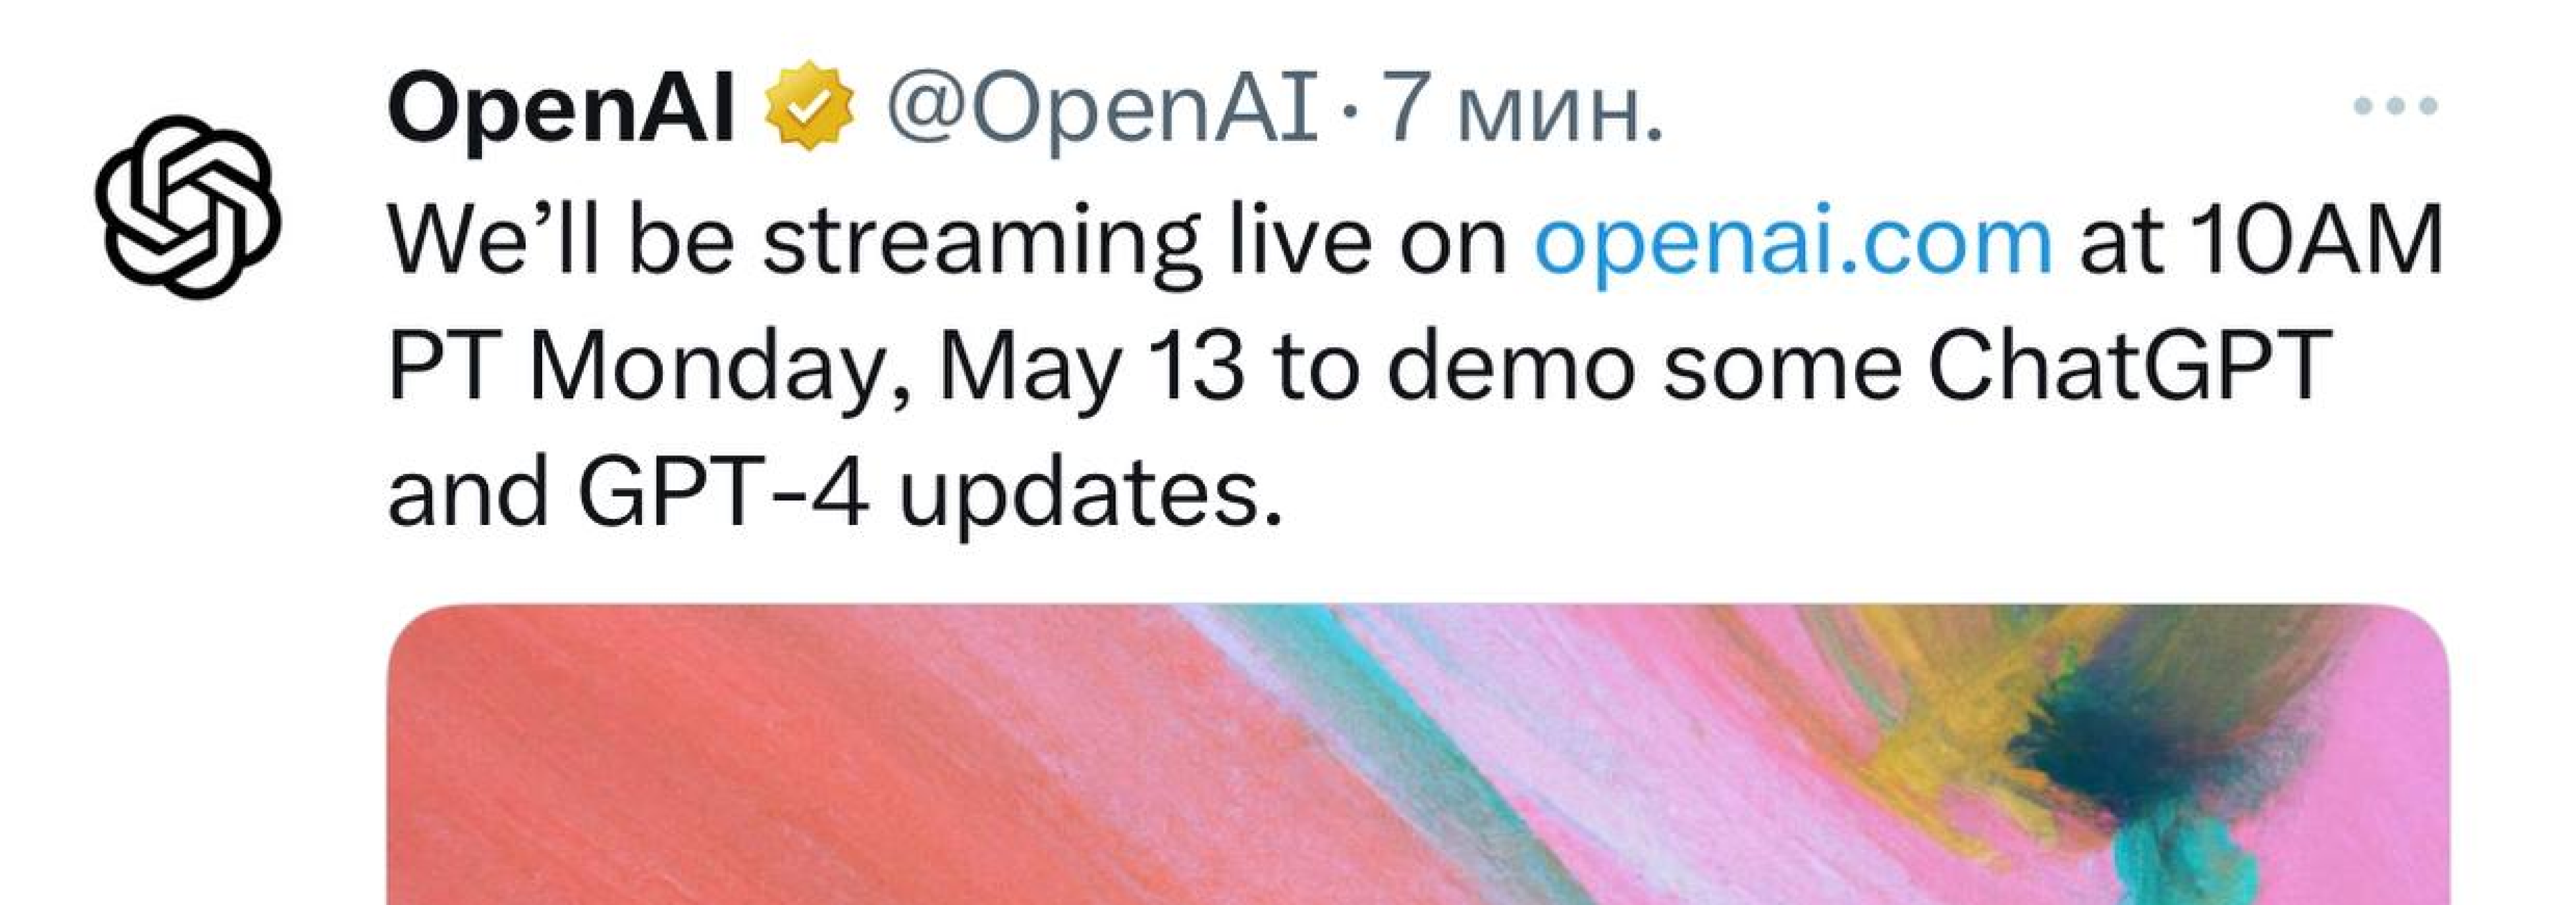 OpenAI @OpenAI · 7 мин.
We’ll be streaming live on openai.com at 10AM
PT Monday, May 13 to demo some ChatGPT
and GPT-4 updates.